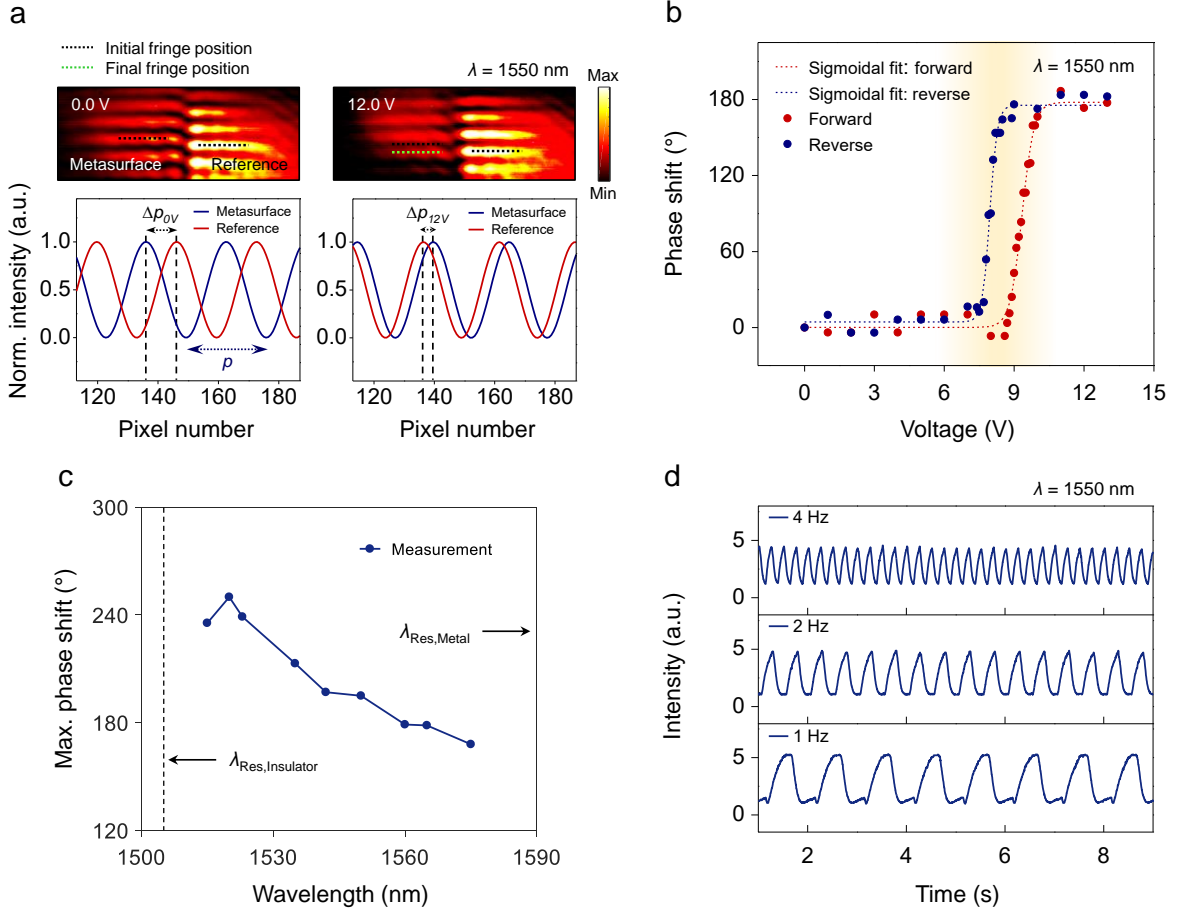 a
Initial fringe position
Final fringe position
λ = 1550 nm
0.0 V
Metasurface
Reference
12.0 V
Max
Min
Norm. intensity (a.u.)
1.0
0.5
0.0
Δp0V
Metasurface
Reference
p
120 140 160 180
Pixel number
1.0
0.5
0.0
Δp12V
Metasurface
Reference
120 140 160 180
Pixel number
b
λ = 1550 nm
Sigmoidal fit: forward
Sigmoidal fit: reverse
Forward
Reverse
Phase shift (°)
180
120
60
0
0 3 6 9 12 15
Voltage (V)
c
Max. phase shift (°)
300
240
180
120
Measurement
λRes,Metal
λRes,Insulator
1500 1530 1560 1590
Wavelength (nm)
d
λ = 1550 nm
Intensity (a.u.)
4 Hz
5
0
2 Hz
5
0
1 Hz
5
0
2 4 6 8
Time (s)